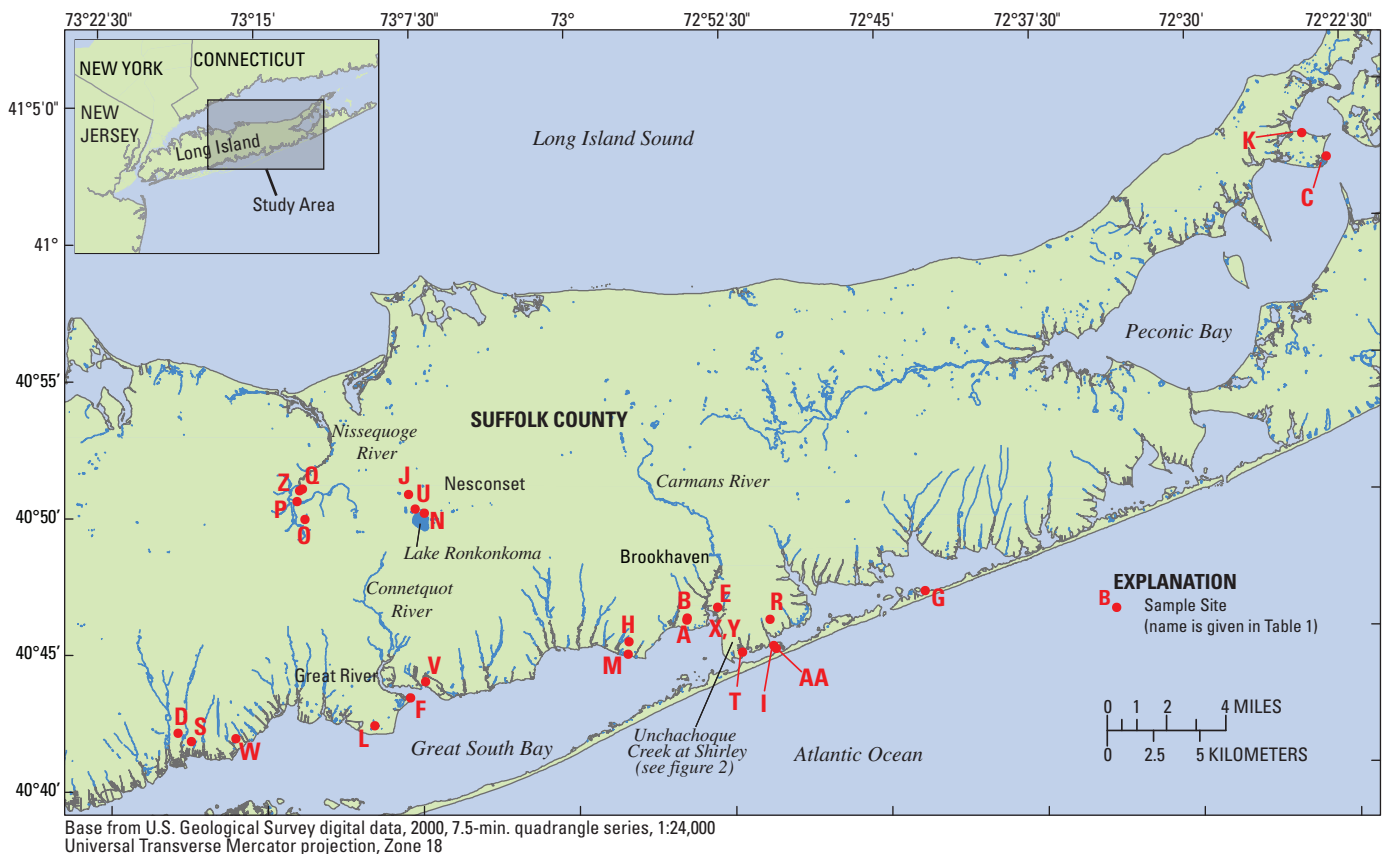 73°22'30" 73°15' 73°7'30" 73° 72°52'30" 72°45' 72°37'30" 72°30' 72°22'30"
41°5'0"
41°
40°55'
40°50'
40°45'
40°40'
NEW YORK
CONNECTICUT
NEW
JERSEY
Long Island
Study Area
Long Island Sound
K
C
Peconic Bay
SUFFOLK COUNTY
Nissequoge
River
Z
Q
P
O
J
U
N
Nesconset
Lake Ronkonkoma
Carmans River
Connetquot
River
Brookhaven
B
A
E
X,Y
R
G
H
M
T
I
AA
Great River
V
F
L
D
S
W
Great South Bay
Unchachoque
Creek at Shirley
(see figure 2)
Atlantic Ocean
EXPLANATION
B
Sample Site
(name is given in Table 1)
0 1 2 4 MILES
0 2.5 5 KILOMETERS
Base from U.S. Geological Survey digital data, 2000, 7.5-min. quadrangle series, 1:24,000
Universal Transverse Mercator projection, Zone 18